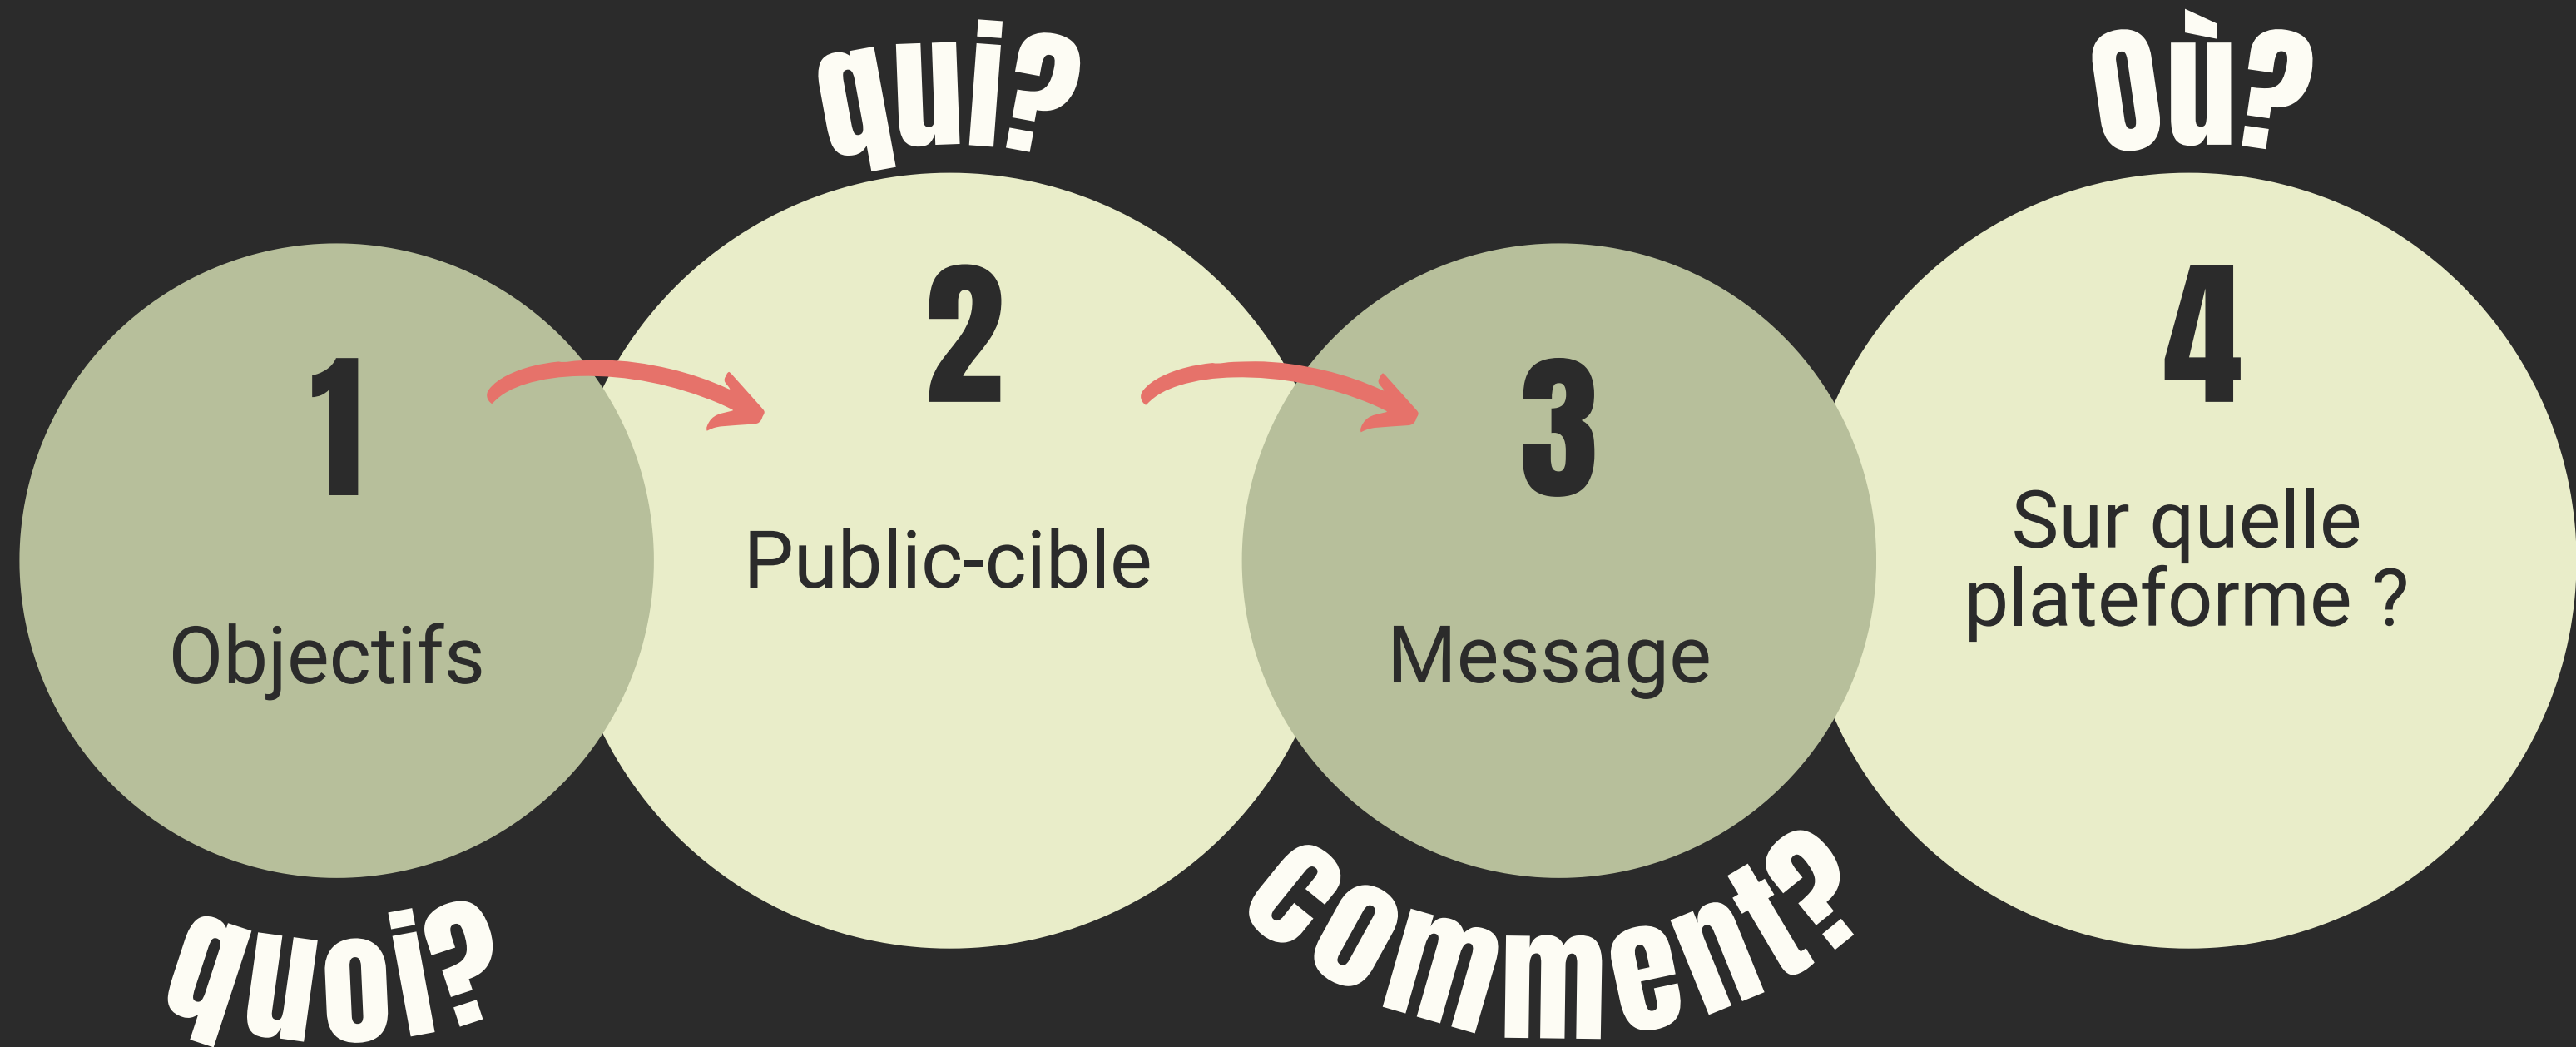 qui?
où?
1
Objectifs
quoi?
2
Public-cible
3
Message
comment?
4
Sur quelle
plateforme ?